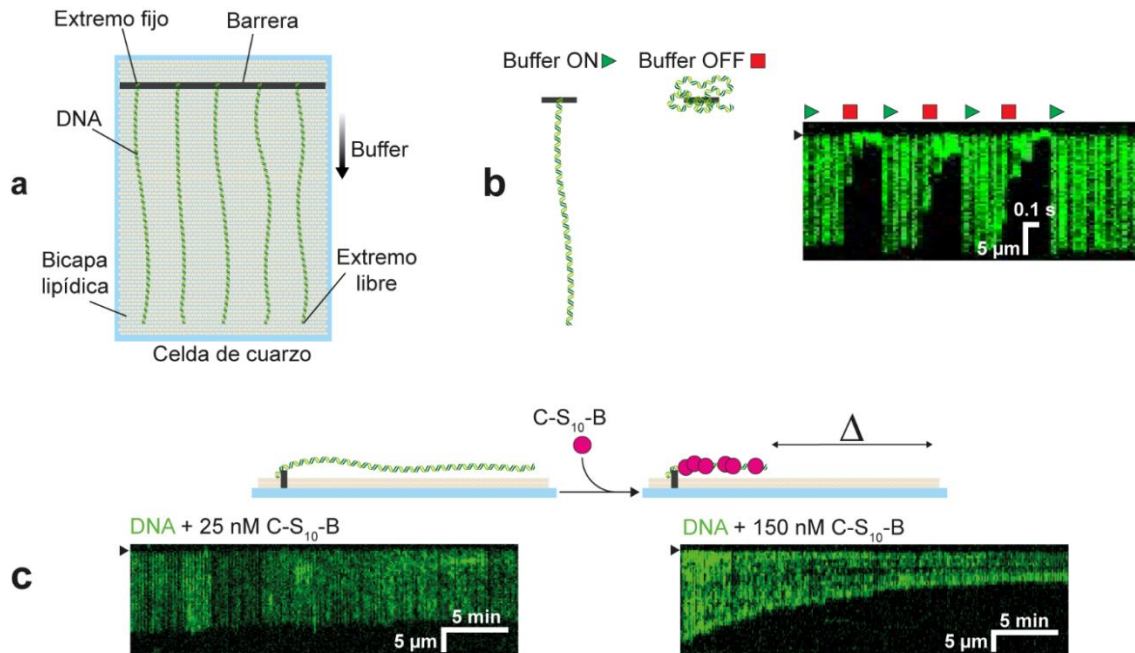 Extremo fijo
Barrera
DNA
Buffer
a
Bicapa
lipídica
Extremo
libre
Celda de cuarzo
Buffer ON
Buffer OFF
b
0.1 s
5 µm
C-S10-B
Δ
DNA + 25 nM C-S10-B
DNA + 150 nM C-S10-B
c
5 min
5 µm
5 min
5 µm